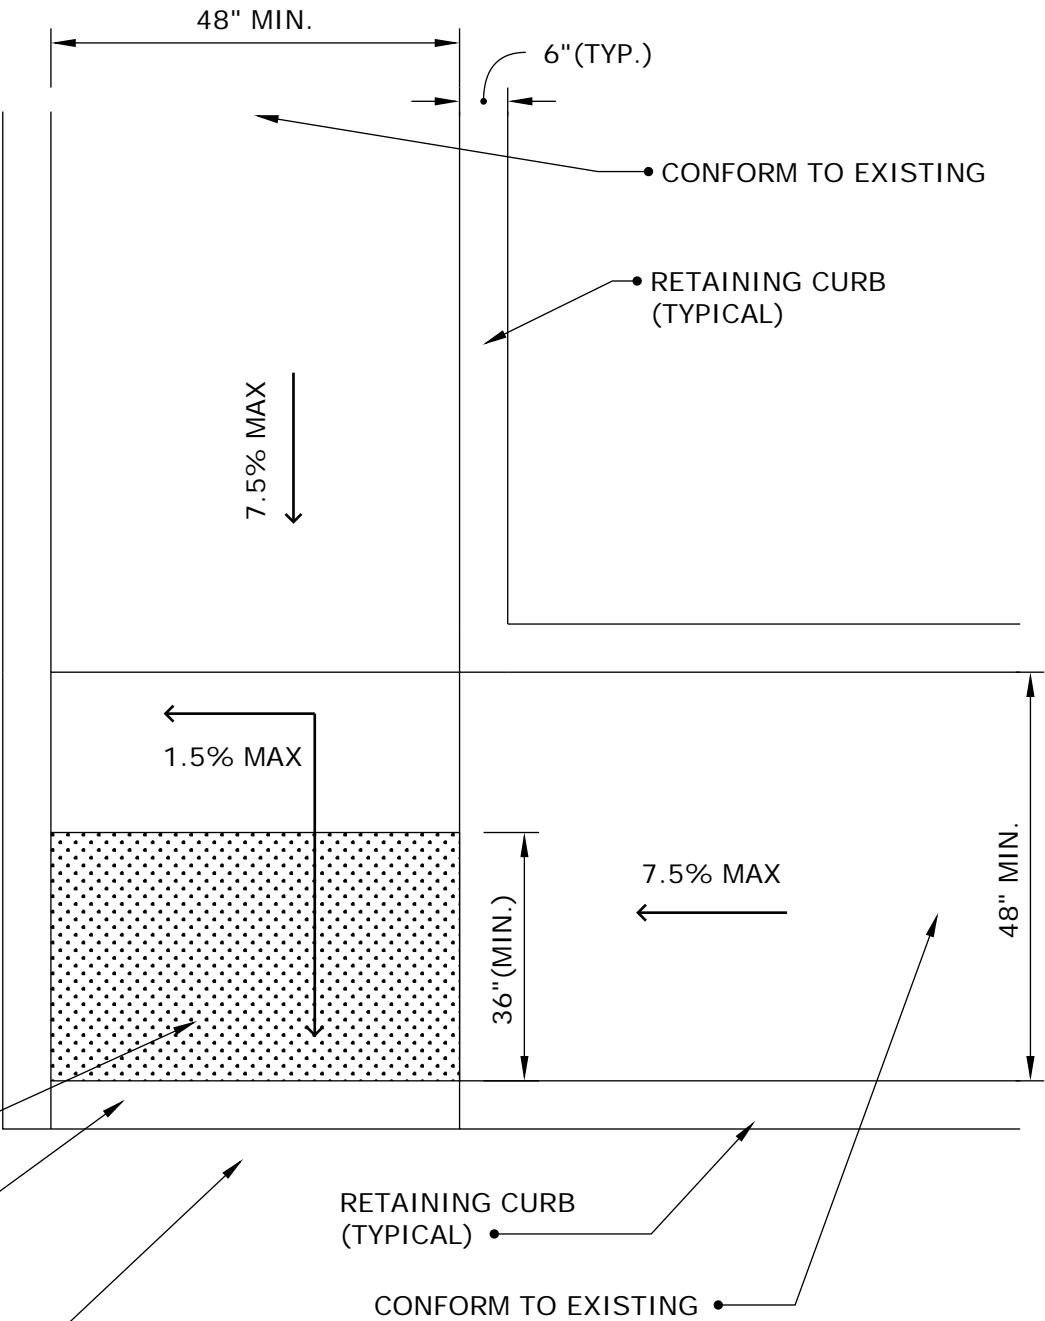 48" MIN.
6"(TYP.)
CONFORM TO EXISTING
RETAINING CURB
(TYPICAL)
7.5% MAX
1.5% MAX
7.5% MAX
36"(MIN.)
48" MIN.
RETAINING CURB
(TYPICAL)
CONFORM TO EXISTING